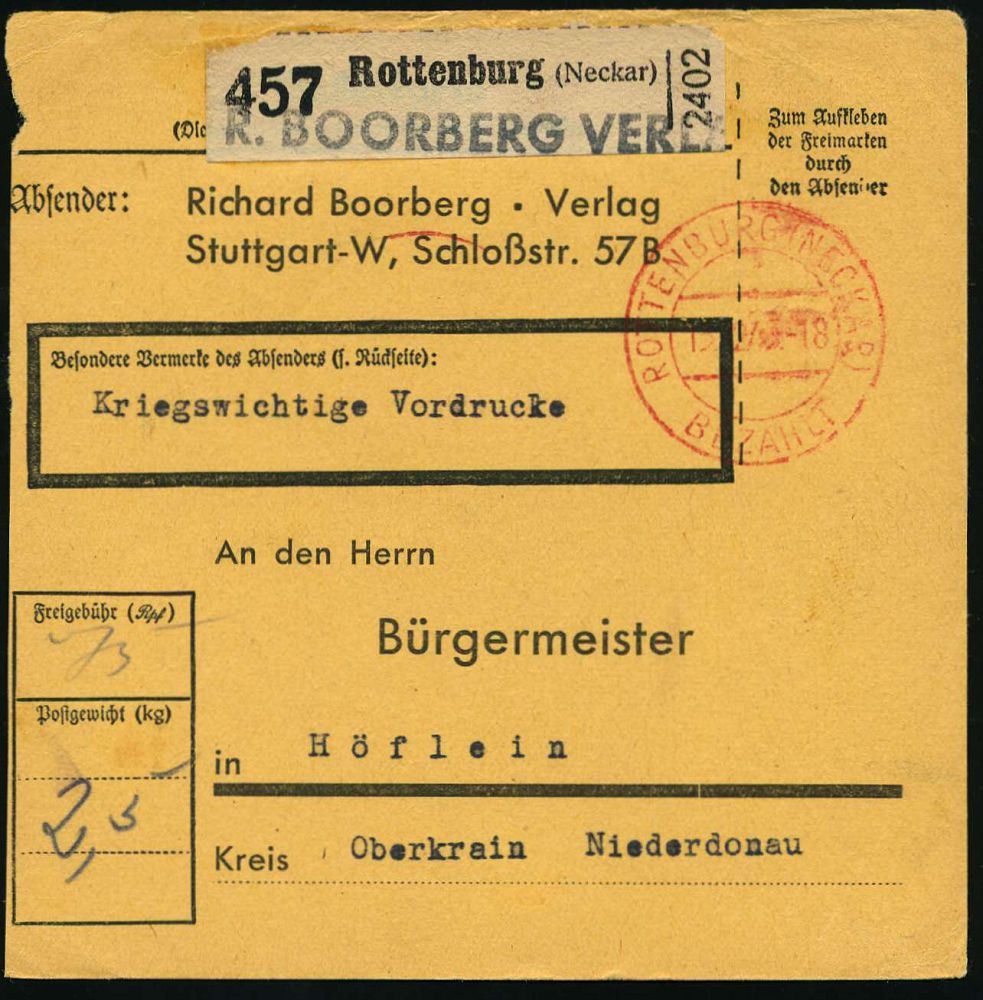 457 Rottenburg (Neckar) 2402
R. BOORBERG VERL
Zum Aufkleben
der Freimarken
durch
den Absender
Absender: Richard Boorberg · Verlag
Stuttgart-W, Schloßstr. 57 B
ROTTENBURG (NECKAR)
BEZAHLT
Besondere Vermerke des Absenders (s. Rückseite):
Kriegswichtige Vordrucke
An den Herrn
Bürgermeister
Freigebühr (Rpf)
Postgewicht (kg)
in Höflein
Kreis Oberkrain Niederdonau